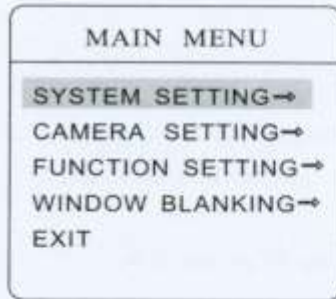 MAIN MENU
SYSTEM SETTING→
CAMERA SETTING→
FUNCTION SETTING→
WINDOW BLANKING→
EXIT